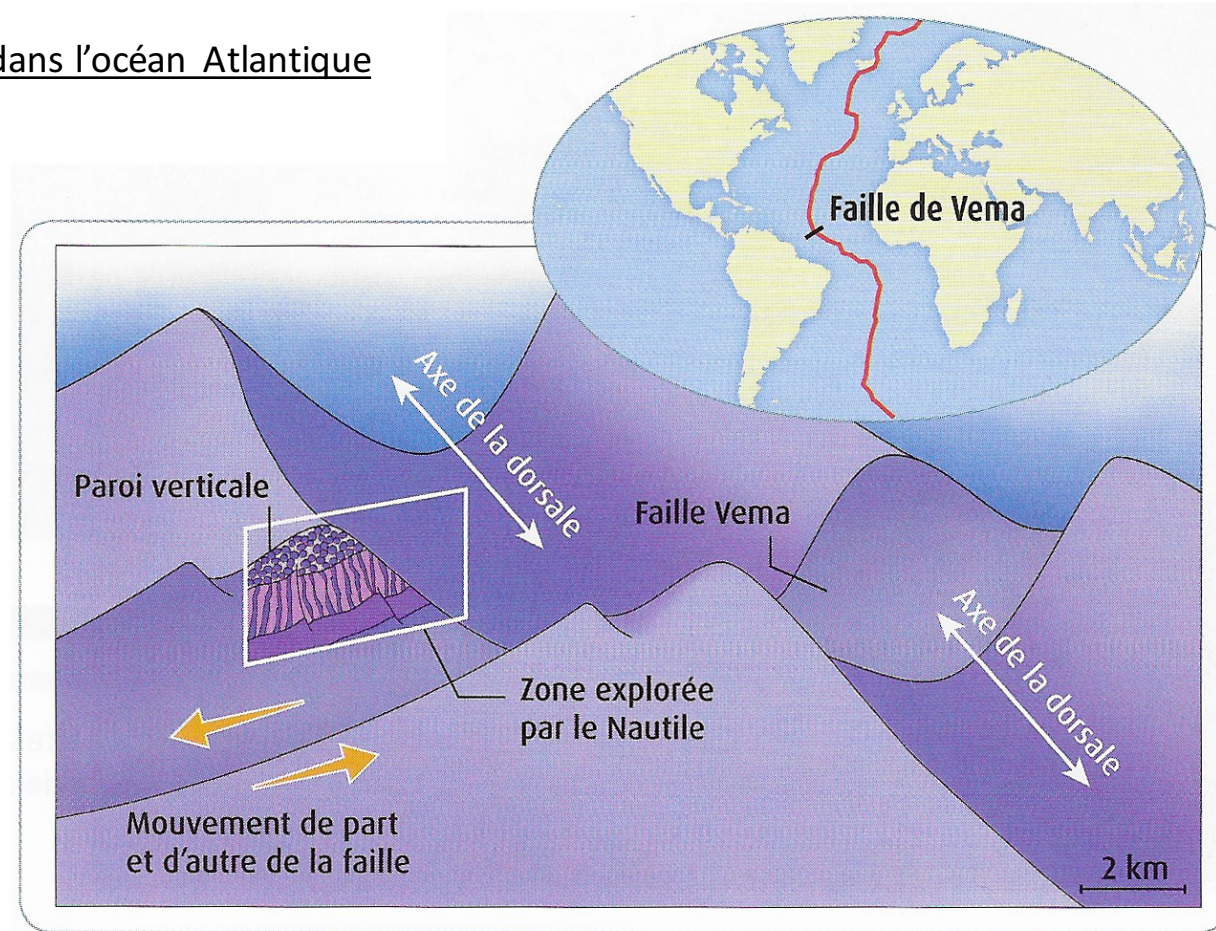 dans l’océan Atlantique
Faille de Vema
Axe de la dorsale
Paroi verticale
Faille Vema
Axe de la dorsale
Zone explorée
par le Nautile
Mouvement de part
et d'autre de la faille
2 km